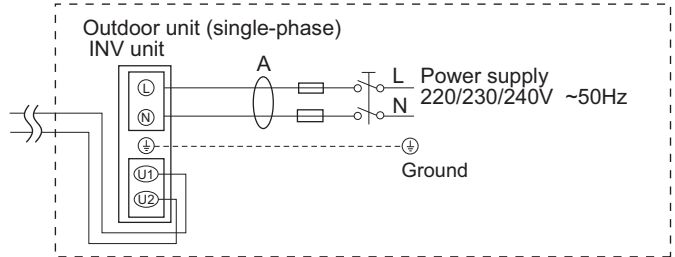 Outdoor unit (single-phase)
INV unit
A
L
L Power supply
N 220/230/240V ~50Hz
N
Ground
U1
U2